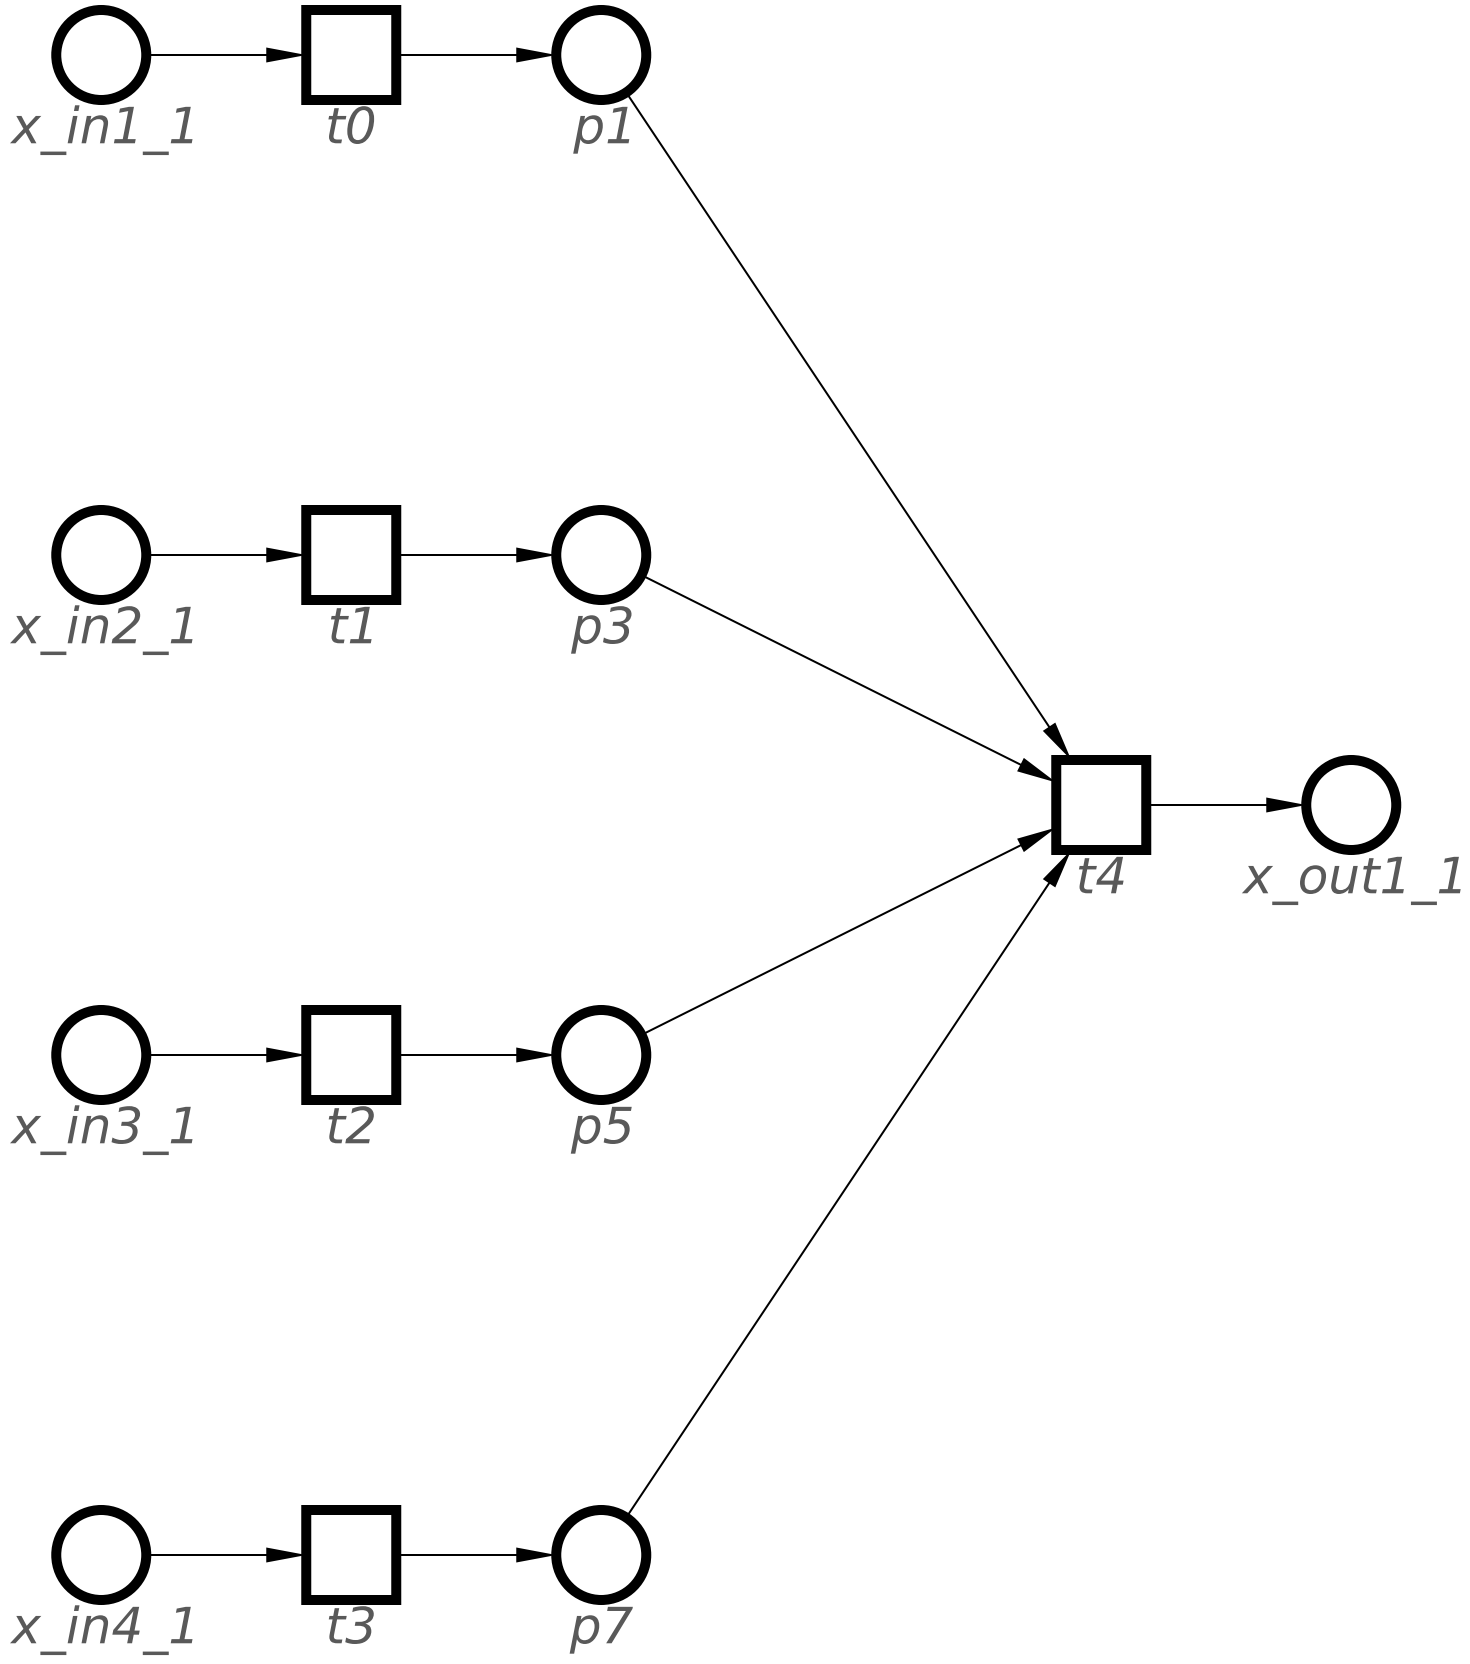 x_in1_1 t0 p1
x_in2_1 t1 p3
t4 x_out1_1
x_in3_1 t2 p5
x_in4_1 t3 p7